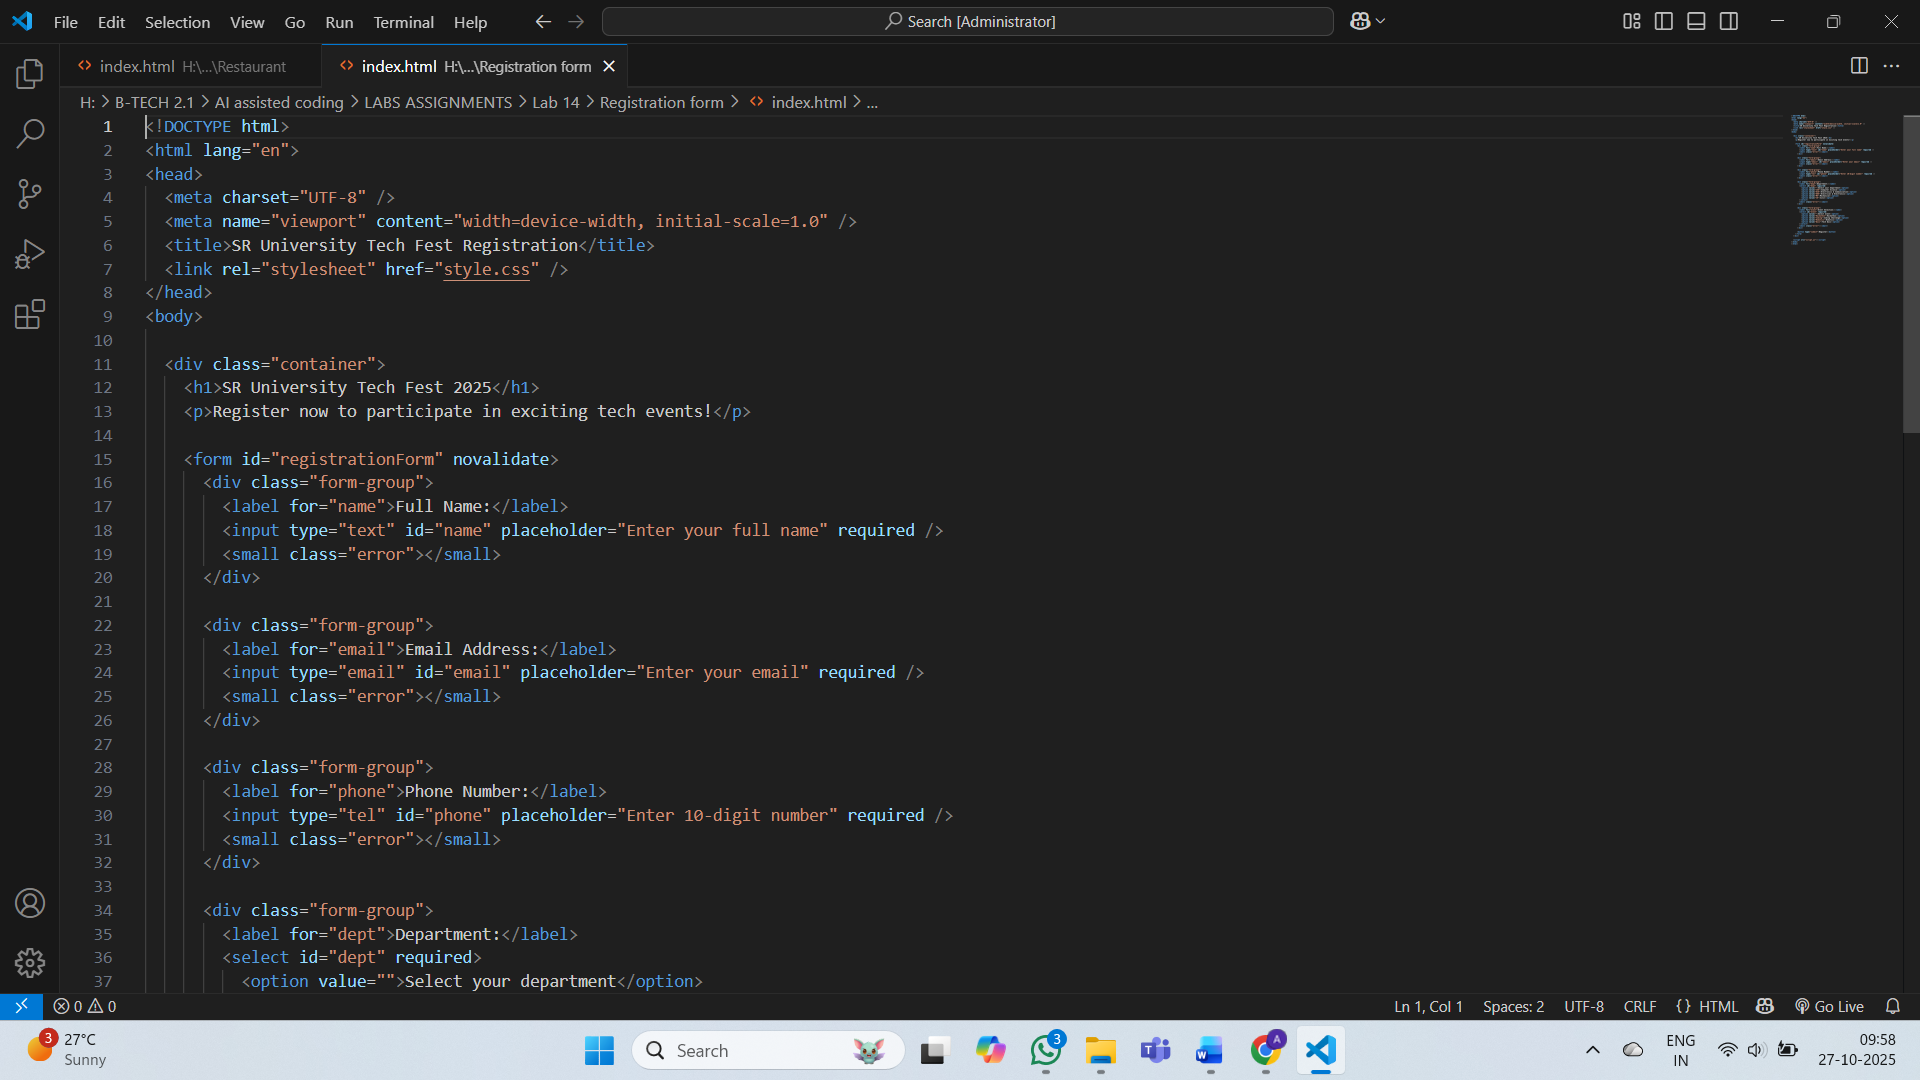 File Edit Selection View Go Run Terminal Help
Search [Administrator]
index.html H:\...\Restaurant
index.html H:\...\Registration form
H: > B-TECH 2.1 > AI assisted coding > LABS ASSIGNMENTS > Lab 14 > Registration form > index.html > ...
1 <!DOCTYPE html>
2 <html lang="en">
3 <head>
4 <meta charset="UTF-8" />
5 <meta name="viewport" content="width=device-width, initial-scale=1.0" />
6 <title>SR University Tech Fest Registration</title>
7 <link rel="stylesheet" href="style.css" />
8 </head>
9 <body>
10
11 <div class="container">
12 <h1>SR University Tech Fest 2025</h1>
13 <p>Register now to participate in exciting tech events!</p>
14
15 <form id="registrationForm" novalidate>
16 <div class="form-group">
17 <label for="name">Full Name:</label>
18 <input type="text" id="name" placeholder="Enter your full name" required />
19 <small class="error"></small>
20 </div>
21
22 <div class="form-group">
23 <label for="email">Email Address:</label>
24 <input type="email" id="email" placeholder="Enter your email" required />
25 <small class="error"></small>
26 </div>
27
28 <div class="form-group">
29 <label for="phone">Phone Number:</label>
30 <input type="tel" id="phone" placeholder="Enter 10-digit number" required />
31 <small class="error"></small>
32 </div>
33
34 <div class="form-group">
35 <label for="dept">Department:</label>
36 <select id="dept" required>
37 <option value="">Select your department</option>
0 0
Ln 1, Col 1 Spaces: 2 UTF-8 CRLF {} HTML Go Live
3
27°C
Sunny
Search
3
A
ENG
IN
09:58
27-10-2025